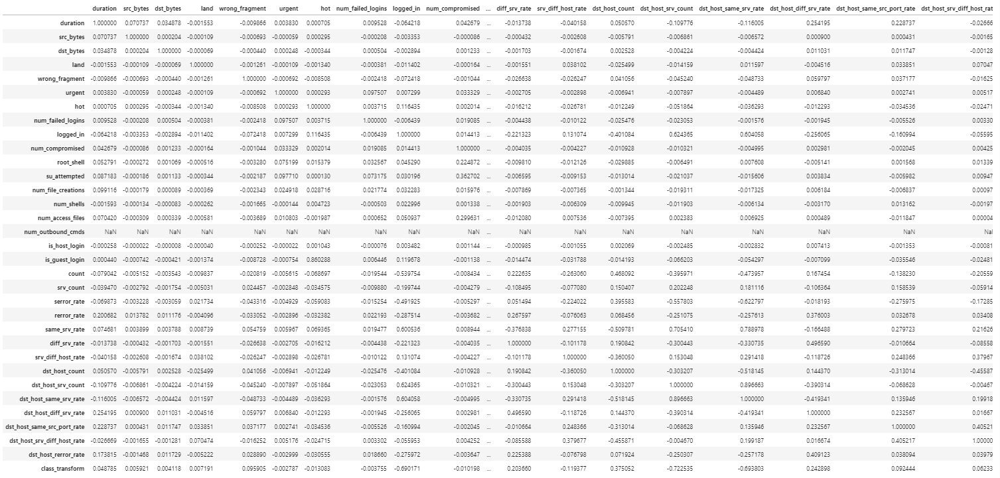 duration src_bytes dst_bytes land wrong_fragment urgent hot num_failed_logins logged_in num_compromised ... diff_srv_rate srv_diff_host_rate dst_host_count dst_host_srv_count dst_host_same_srv_rate dst_host_diff_srv_rate dst_host_same_src_port_rate dst_host_srv_diff_host_rat
duration 1.000000 0.070737 0.034878 -0.001553 -0.009866 0.003830 0.000705 0.009528 -0.064218 0.042679 ... -0.013738 -0.040158 0.050570 -0.109776 -0.116005 0.254195 0.228737 -0.02666
src_bytes 0.070737 1.000000 0.000204 -0.000109 -0.000693 -0.000059 0.000295 -0.000208 -0.003353 -0.000086 ... -0.000432 -0.002608 -0.005791 -0.006861 -0.006572 0.000900 0.000431 -0.00165
dst_bytes 0.034878 0.000204 1.000000 -0.000069 -0.000440 0.000248 -0.000344 0.000504 -0.002894 0.001233 ... -0.001703 -0.001674 0.002528 -0.004224 -0.004424 0.011031 0.011747 -0.00128
land -0.001553 -0.000109 -0.000069 1.000000 -0.001261 -0.000109 -0.001340 -0.000381 -0.011402 -0.000164 ... -0.001551 0.038102 -0.025499 -0.014159 0.011597 -0.004516 0.033851 0.07047
wrong_fragment -0.009866 -0.000693 -0.000440 -0.001261 1.000000 -0.000692 -0.008508 -0.002418 -0.072418 -0.001044 ... -0.026638 -0.026247 0.041056 -0.045240 -0.048733 0.059797 0.037177 -0.01625
urgent 0.003830 -0.000059 0.000248 -0.000109 -0.000692 1.000000 0.000293 0.097507 0.007299 0.033329 ... -0.002705 -0.002898 -0.006941 -0.007897 -0.004489 0.006840 0.002741 0.00517
hot 0.000705 0.000295 -0.000344 -0.001340 -0.008508 0.000293 1.000000 0.003715 0.116435 0.002014 ... -0.016212 -0.026781 -0.012249 -0.051864 -0.036293 -0.012293 -0.034536 -0.02471
num_failed_logins 0.009528 -0.000208 0.000504 -0.000381 -0.002418 0.097507 0.003715 1.000000 -0.006439 0.019085 ... -0.004438 -0.010122 -0.025476 -0.023053 -0.001576 -0.001945 -0.005526 0.00330
logged_in -0.064218 -0.003353 -0.002894 -0.011402 -0.072418 0.007299 0.116435 -0.006439 1.000000 0.014413 ... -0.221323 0.131074 -0.401084 0.624365 0.604058 -0.256065 -0.160994 -0.05595
num_compromised 0.042679 -0.000086 0.001233 -0.000164 -0.001044 0.033329 0.002014 0.019085 0.014413 1.000000 ... -0.004035 -0.004227 -0.010928 -0.010321 -0.004995 0.002981 -0.002045 0.00425
root_shell 0.052791 -0.000272 0.001069 -0.000516 -0.003280 0.075199 0.015379 0.032567 0.045290 0.224872 ... -0.009810 -0.012126 -0.029885 -0.006491 0.007608 -0.005141 0.001568 0.01339
su_attempted 0.087183 -0.000186 0.001133 -0.000344 -0.002187 0.097710 0.000130 0.073175 0.030196 0.362702 ... -0.006595 -0.009153 -0.013014 -0.021037 -0.015606 0.003834 -0.005982 0.00947
num_file_creations 0.099116 -0.000179 0.000089 -0.000369 -0.002343 0.024918 0.028716 0.021774 0.032283 0.015976 ... -0.007869 -0.007365 -0.001344 -0.019311 -0.017325 0.006184 -0.006837 0.00097
num_shells -0.001593 -0.000134 -0.000083 -0.000262 -0.001665 -0.000144 0.004723 -0.000503 0.022996 0.001338 ... -0.001903 -0.006309 -0.009945 -0.011903 -0.006134 -0.003170 0.013162 -0.00197
num_access_files 0.070420 -0.000309 0.000339 -0.000581 -0.003689 0.010803 -0.001987 0.000652 0.050937 0.299631 ... -0.012080 0.007536 -0.007395 0.002383 0.006925 0.000489 -0.011847 0.00004
num_outbound_cmds NaN NaN NaN NaN NaN NaN NaN NaN NaN NaN ... NaN NaN NaN NaN NaN NaN NaN Nal
is_host_login -0.000258 -0.000022 -0.000008 -0.000040 -0.000252 -0.000022 0.001043 -0.000076 0.003482 0.001144 ... -0.000985 -0.001055 0.002069 -0.002485 -0.002832 0.007413 -0.001353 -0.00081
is_guest_login 0.000440 -0.000742 -0.000421 -0.001374 -0.008728 -0.000754 0.860288 0.006446 0.119678 -0.001138 ... -0.014474 -0.031788 -0.014193 -0.066203 -0.054297 -0.007099 -0.035546 -0.02481
count -0.079042 -0.005152 -0.003543 -0.009837 -0.020819 -0.005615 -0.068697 -0.019544 -0.539754 -0.008434 ... 0.222635 -0.263060 0.468092 -0.395971 -0.473957 0.167454 -0.138230 -0.20559
srv_count -0.039470 -0.002792 -0.001754 -0.005031 0.024457 -0.002848 -0.034575 -0.009880 -0.199744 -0.004279 ... -0.108495 -0.077080 0.150407 0.202248 0.181116 -0.106364 0.158539 -0.05914
serror_rate -0.069873 -0.003228 -0.003059 0.021734 -0.043316 -0.004929 -0.059083 -0.015254 -0.491925 -0.005297 ... 0.051494 -0.224022 0.395583 -0.557803 -0.622797 -0.018193 -0.275975 -0.17285
rerror_rate 0.200682 0.013782 0.011176 -0.004096 -0.033052 -0.002896 -0.032382 0.022193 -0.287514 -0.003682 ... 0.267597 -0.076063 0.068456 -0.251075 -0.257613 0.376003 0.032678 0.03408
same_srv_rate 0.074681 0.003899 0.003788 0.008739 0.054759 0.005967 0.069365 0.019477 0.600536 0.008944 ... -0.376838 0.277155 -0.509781 0.705410 0.788978 -0.166488 0.279723 0.21626
diff_srv_rate -0.013738 -0.000432 -0.001703 -0.001551 -0.026638 -0.002705 -0.016212 -0.004438 -0.221323 -0.004035 ... 1.000000 -0.101178 0.190842 -0.300443 -0.330735 0.496590 -0.010664 -0.08558
srv_diff_host_rate -0.040158 -0.002608 -0.001674 0.038102 -0.026247 -0.002898 -0.026781 -0.010122 0.131074 -0.004227 ... -0.101178 1.000000 -0.360050 0.153048 0.291418 -0.118726 0.248366 0.37967
dst_host_count 0.050570 -0.005791 0.002528 -0.025499 0.041056 -0.006941 -0.012249 -0.025476 -0.401084 -0.010928 ... 0.190842 -0.360050 1.000000 -0.303207 -0.518145 0.144370 -0.313014 -0.45587
dst_host_srv_count -0.109776 -0.006861 -0.004224 -0.014159 -0.045240 -0.007897 -0.051864 -0.023053 0.624365 -0.010321 ... -0.300443 0.153048 -0.303207 1.000000 0.896663 -0.390314 -0.068628 -0.00467
dst_host_same_srv_rate -0.116005 -0.006572 -0.004424 0.011597 -0.048733 -0.004489 -0.036293 -0.001576 0.604058 -0.004995 ... -0.330735 0.291418 -0.518145 0.896663 1.000000 -0.419341 0.135946 0.19918
dst_host_diff_srv_rate 0.254195 0.000900 0.011031 -0.004516 0.059797 0.006840 -0.012293 -0.001945 -0.256065 0.002981 ... 0.496590 -0.118726 0.144370 -0.390314 -0.419341 1.000000 0.232567 0.01667
dst_host_same_src_port_rate 0.228737 0.000431 0.011747 0.033851 0.037177 0.002741 -0.034536 -0.005526 -0.160994 -0.002045 ... -0.010664 0.248366 -0.313014 -0.068628 0.135946 0.232567 1.000000 0.40521
dst_host_srv_diff_host_rate -0.026669 -0.001655 -0.001281 0.070474 -0.016252 0.005176 -0.024715 0.003302 -0.055953 0.004252 ... -0.085588 0.379677 -0.455871 -0.004670 0.199187 0.016674 0.405217 1.00000
dst_host_rerror_rate 0.173815 -0.001468 0.011729 -0.005222 0.028890 -0.002999 -0.030555 0.018660 -0.275972 -0.003647 ... 0.225388 -0.076798 0.071924 -0.250307 -0.257178 0.409123 0.038094 0.03979
class_transform 0.048785 0.005921 0.004118 0.007191 0.095905 -0.002787 -0.013083 -0.003755 -0.690171 -0.010198 ... 0.203660 -0.119377 0.375052 -0.722535 -0.693803 0.242898 0.092444 0.06233